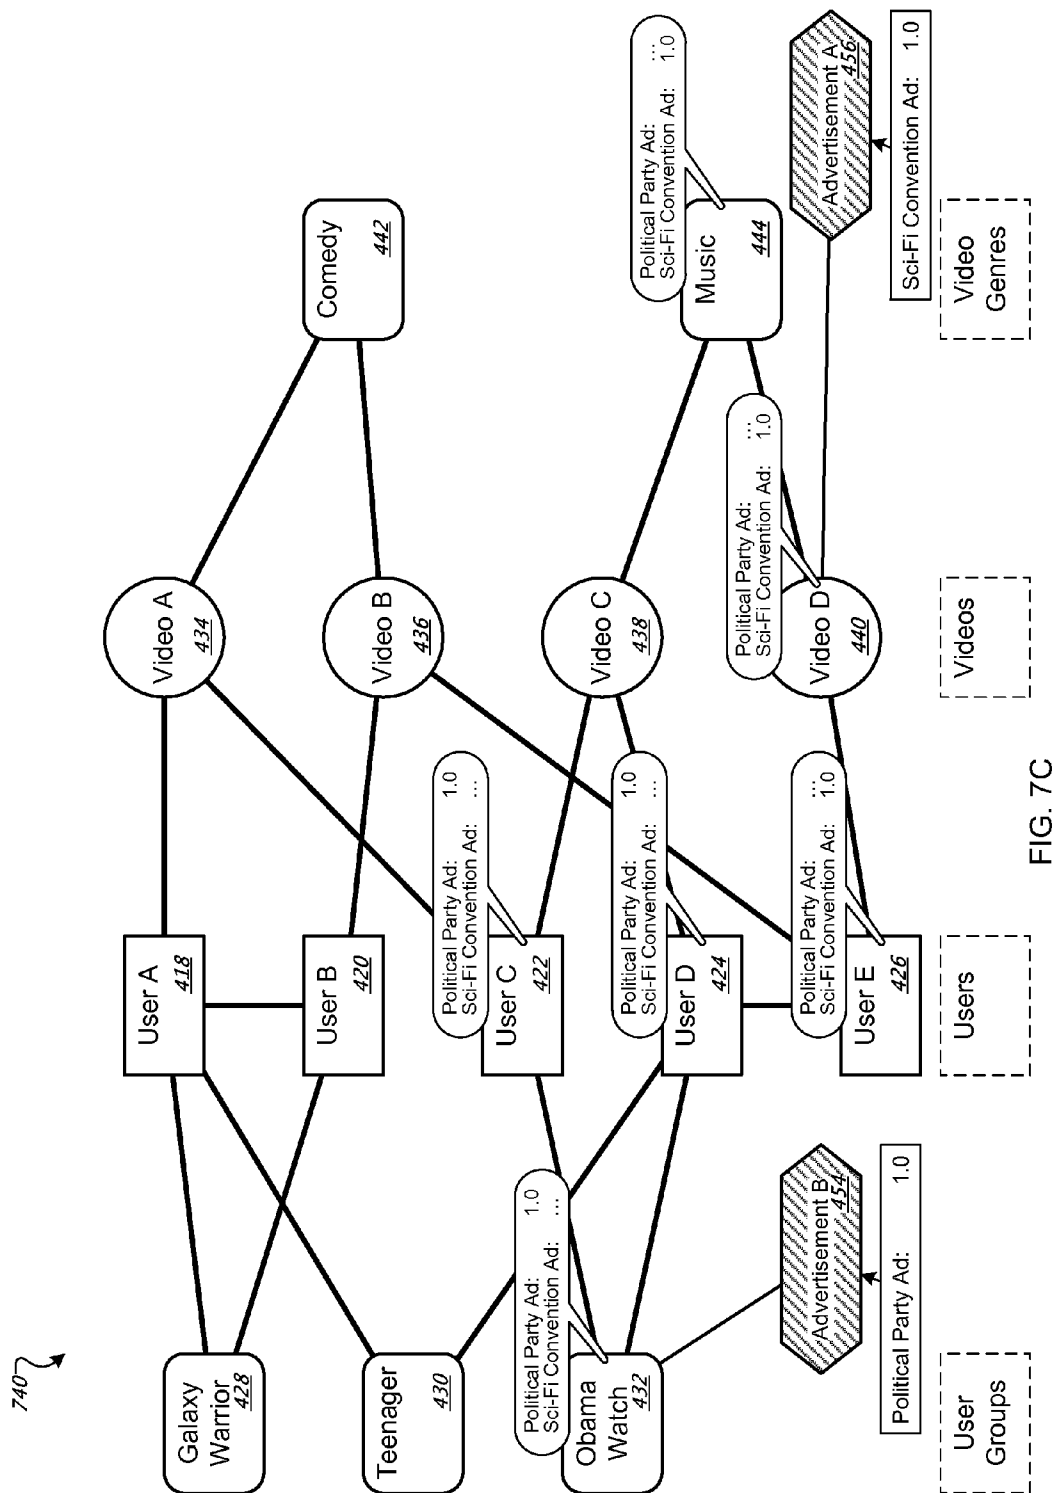 740
Galaxy
Warrior
428
Teenager
430
Obama
Watch
432
Political Party Ad: 1.0
Sci-Fi Convention Ad: ...
Advertisement B
454
Political Party Ad: 1.0
User
Groups
User A
418
User B
420
User C
422
Political Party Ad: 1.0
Sci-Fi Convention Ad: ...
User D
424
Political Party Ad: 1.0
Sci-Fi Convention Ad: ...
User E
426
Political Party Ad: ...
Sci-Fi Convention Ad: 1.0
Users
Video A
434
Video B
436
Video C
438
Video D
440
Political Party Ad: ...
Sci-Fi Convention Ad: 1.0
Videos
Comedy
442
Music
444
Political Party Ad: ...
Sci-Fi Convention Ad: 1.0
Advertisement A
456
Sci-Fi Convention Ad: 1.0
Video
Genres
FIG. 7C